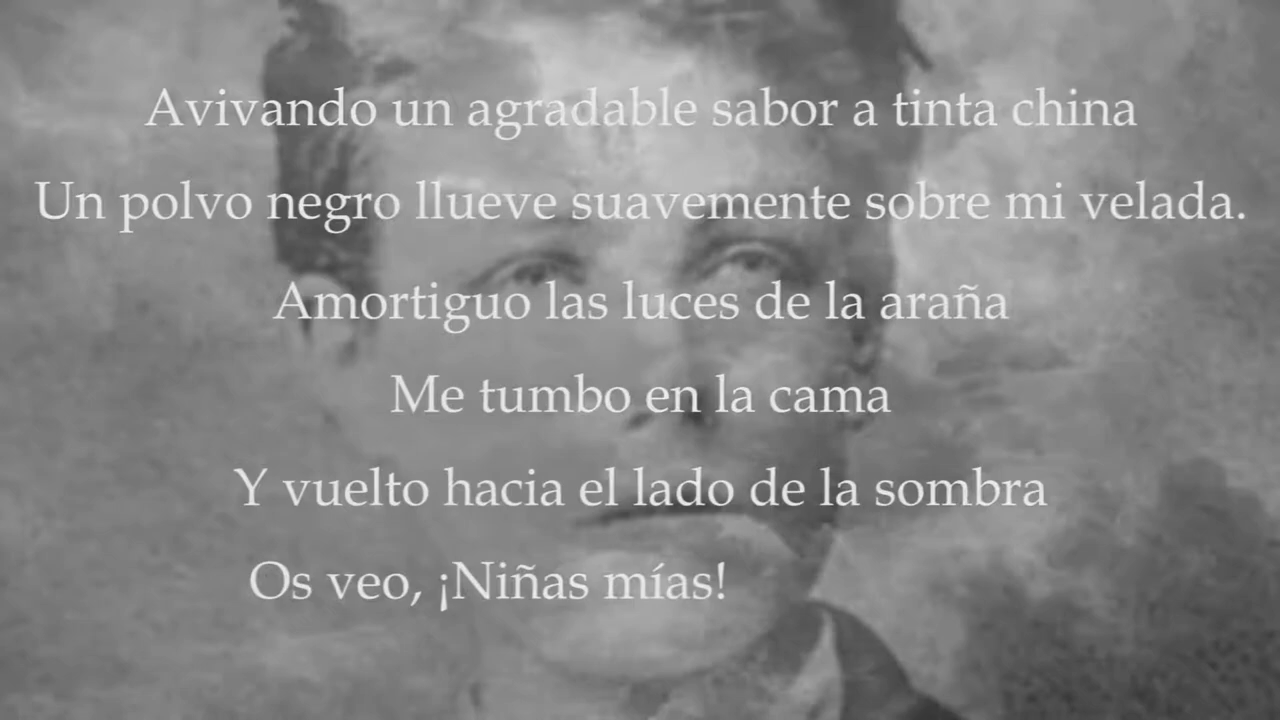 Avivando un agradable sabor a tinta china
Un polvo negro llueve suavemente sobre mi velada.
Amortiguo las luces de la araña
Me tumbo en la cama
Y vuelto hacia el lado de la sombra
Os veo, ¡Niñas mías!